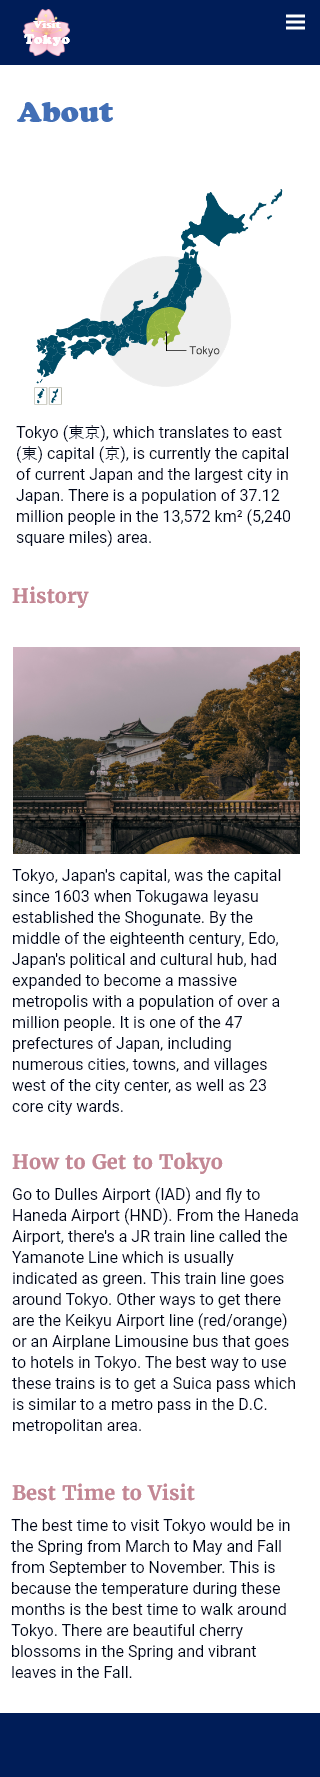 Visit
Tokyo
About
Tokyo
Tokyo (東京), which translates to east
(東) capital (京), is currently the capital
of current Japan and the largest city in
Japan. There is a population of 37.12
million people in the 13,572 km² (5,240
square miles) area.
History
Tokyo, Japan's capital, was the capital
since 1603 when Tokugawa Ieyasu
established the Shogunate. By the
middle of the eighteenth century, Edo,
Japan's political and cultural hub, had
expanded to become a massive
metropolis with a population of over a
million people. It is one of the 47
prefectures of Japan, including
numerous cities, towns, and villages
west of the city center, as well as 23
core city wards.
How to Get to Tokyo
Go to Dulles Airport (IAD) and fly to
Haneda Airport (HND). From the Haneda
Airport, there's a JR train line called the
Yamanote Line which is usually
indicated as green. This train line goes
around Tokyo. Other ways to get there
are the Keikyu Airport line (red/orange)
or an Airplane Limousine bus that goes
to hotels in Tokyo. The best way to use
these trains is to get a Suica pass which
is similar to a metro pass in the D.C.
metropolitan area.
Best Time to Visit
The best time to visit Tokyo would be in
the Spring from March to May and Fall
from September to November. This is
because the temperature during these
months is the best time to walk around
Tokyo. There are beautiful cherry
blossoms in the Spring and vibrant
leaves in the Fall.